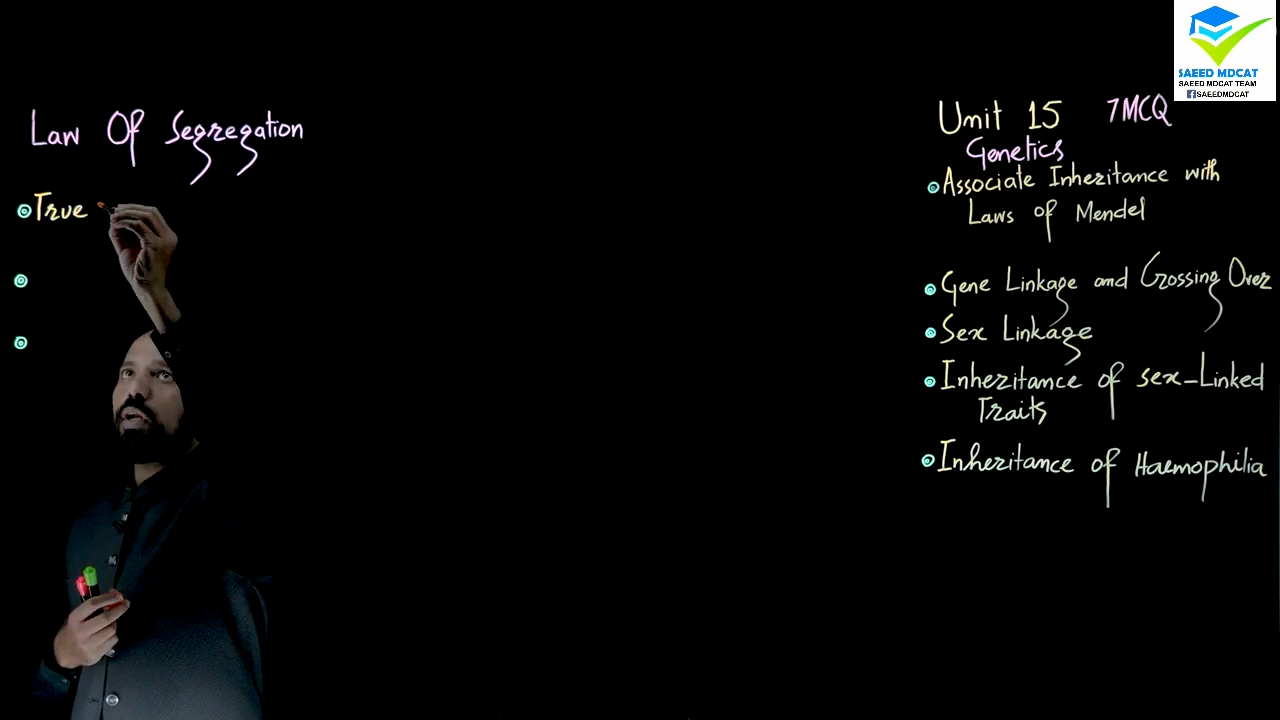 SAEED MDCAT
SAEED MDCAT TEAM
SAEEDMDCAT
Law Of Segregation
True
Unit 15 7MCQ
Genetics
Associate Inheritance with
Laws of Mendel
Gene Linkage and Crossing Over
Sex Linkage
Inheritance of sex-Linked
Traits
Inheritance of Haemophilia